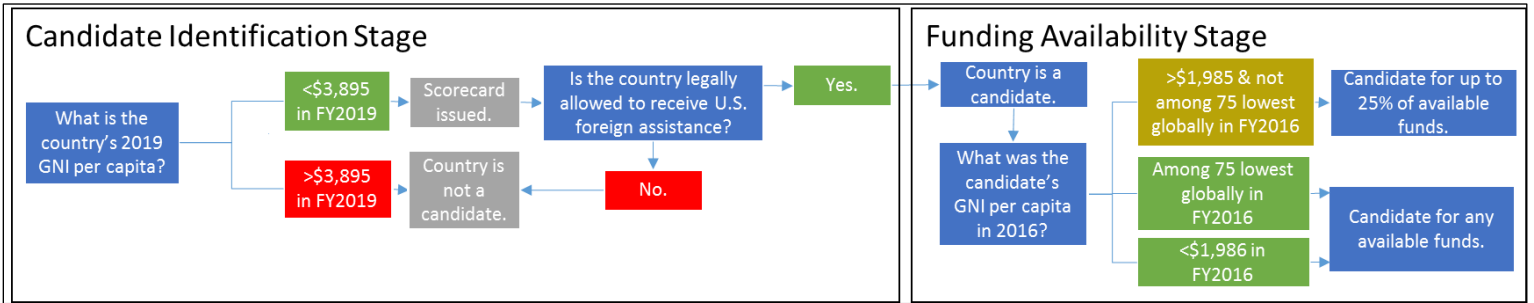 Candidate Identification Stage
What is the
country's 2019
GNI per capita?
<$3,895
in FY2019
Scorecard
issued.
Is the country legally
allowed to receive U.S.
foreign assistance?
Yes.
>$3,895
in FY2019
Country is
not a
candidate.
No.
Funding Availability Stage
Country is a
candidate.
What was the
candidate's
GNI per capita
in 2016?
>$1,985 & not
among 75 lowest
globally in FY2016
Candidate for up to
25% of available
funds.
Among 75 lowest
globally in
FY2016
<$1,986 in
FY2016
Candidate for any
available funds.